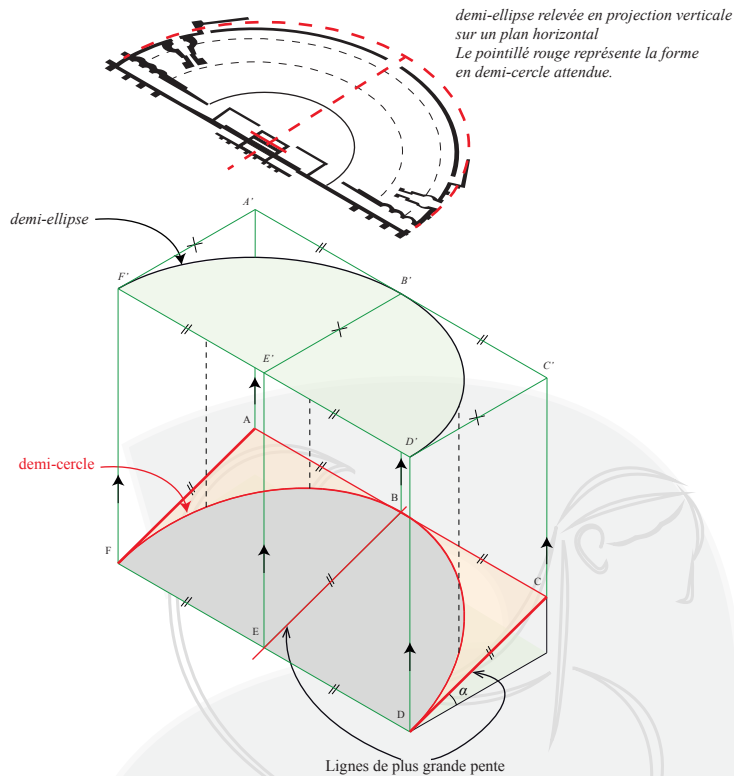 demi-ellipse relevée en projection verticale
sur un plan horizontal
Le pointillé rouge représente la forme
en demi-cercle attendue.
A'
demi-ellipse
F'
B'
E'
C'
D'
A
demi-cercle
B
F
C
E
α
D
Lignes de plus grande pente